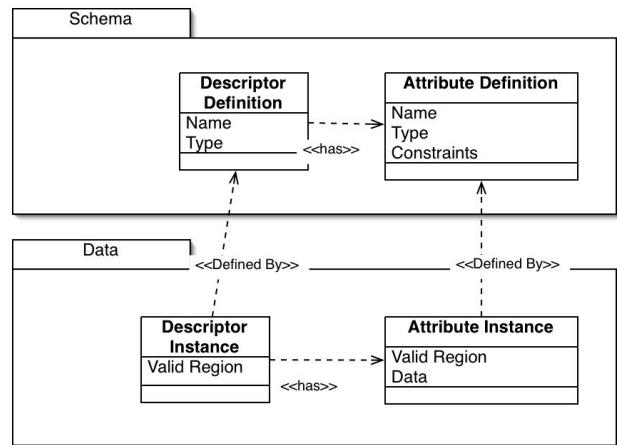 Schema
Descriptor
Definition
Name
Type
<<has>>
Attribute Definition
Name
Type
Constraints
Data
<<Defined By>>
<<Defined By>>
Descriptor
Instance
Valid Region
<<has>>
Attribute Instance
Valid Region
Data